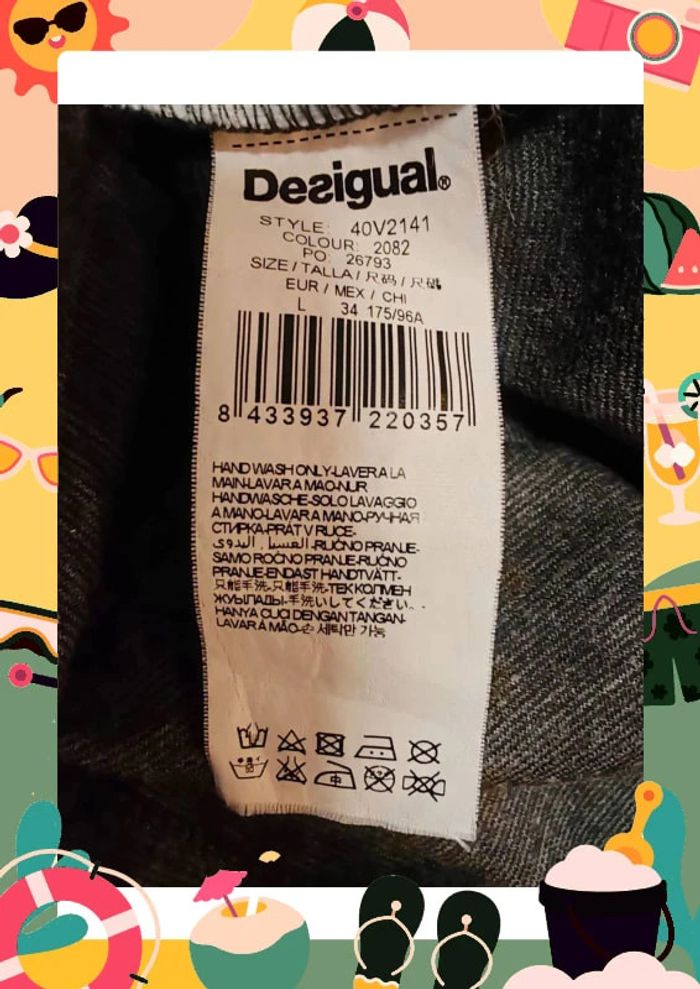 Desigual®
STYLE: 40V2141
COLOUR: 2082
PO: 26793
SIZE / TALLA / 尺码 / 尺碼
EUR / MEX / CHI
L 34 175/96A
8 433937 220357
HAND WASH ONLY-LAVER A LA
MAIN-LAVAR A MAO-NUR
HANDWASCHE-SOLO LAVAGGIO
A MANO-LAVAR A MANO-РУЧНАЯ
СТИРКА-PRÁT V RUCE-
-RUČNO PRANJE-
SAMO ROČNO PRANJE-RUČNO
PRANJE-ENDAST HANDTVÄTT-
只能手洗-只能手洗-ТЕК КОЛМЕН
ЖУЫЛАДЫ-手洗いしてください。-
HANYA CUCI DENGAN TANGAN-
LAVAR À MÃO-손 세탁만 가능